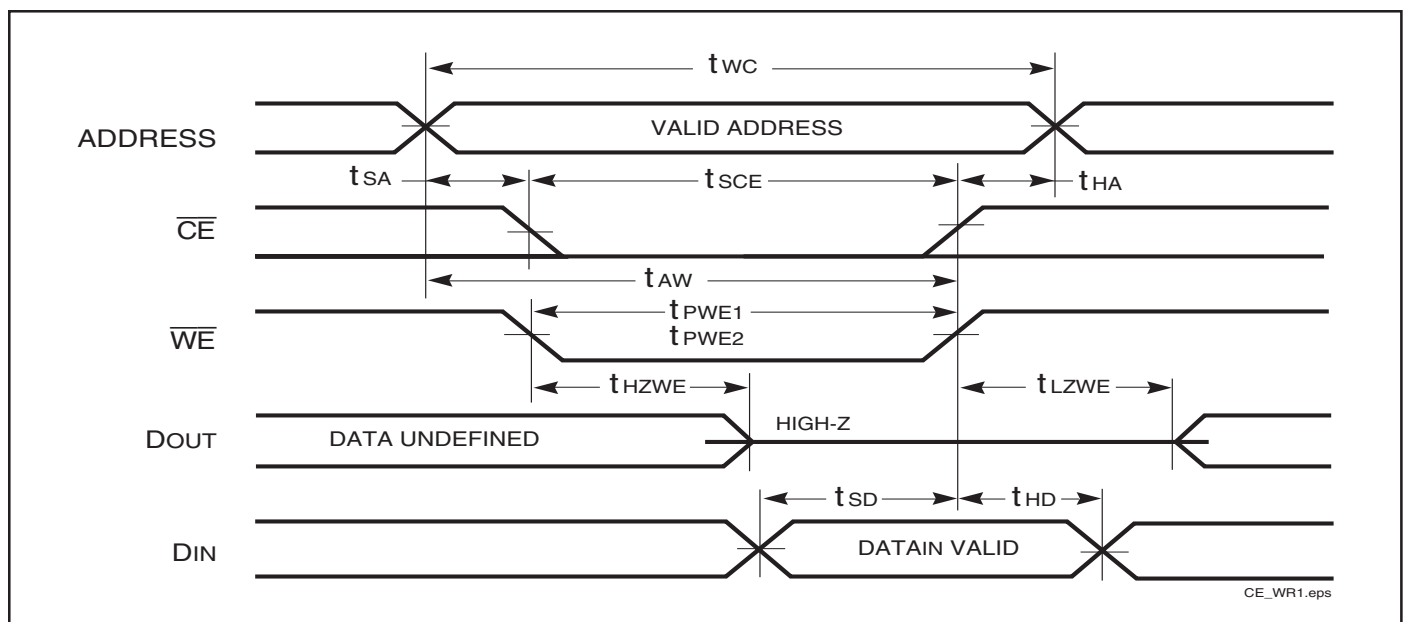 tWC
ADDRESS
VALID ADDRESS
tSA
tSCE
tHA
CE
tAW
WE
tPWE1
tPWE2
tHZWE
tLZWE
DOUT
DATA UNDEFINED
HIGH-Z
tSD
tHD
DIN
DATAIN VALID
CE_WR1.eps